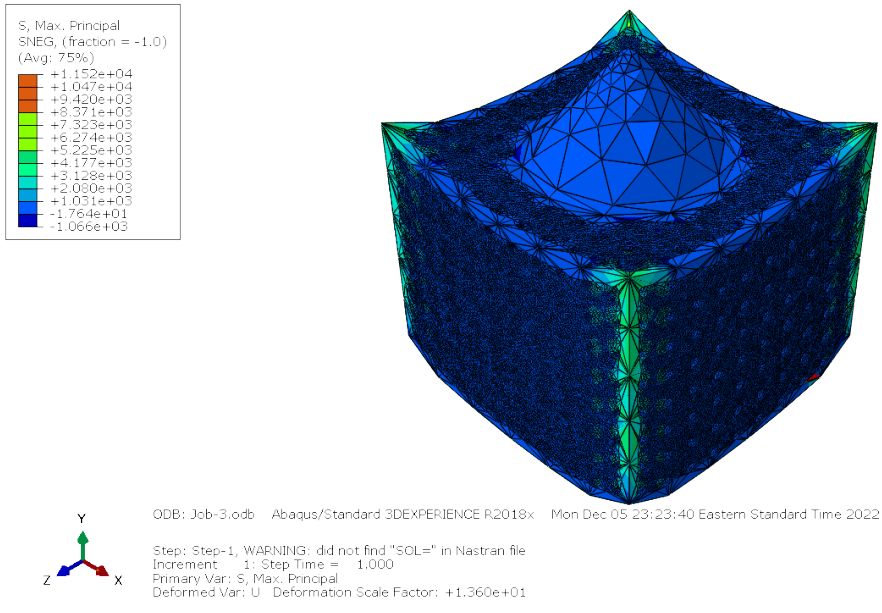 S, Max. Principal
SNEG, (fraction = -1.0)
(Avg: 75%)
+1.152e+04
+1.047e+04
+9.420e+03
+8.371e+03
+7.323e+03
+6.274e+03
+5.225e+03
+4.177e+03
+3.128e+03
+2.080e+03
+1.031e+03
-1.764e+01
-1.066e+03
Y
Z
X
ODB: Job-3.odb Abaqus/Standard 3DEXPERIENCE R2018x Mon Dec 05 23:23:40 Eastern Standard Time 2022
Step: Step-1, WARNING: did not find "SOL=" in Nastran file
Increment 1: Step Time = 1.000
Primary Var: S, Max. Principal
Deformed Var: U Deformation Scale Factor: +1.360e+01